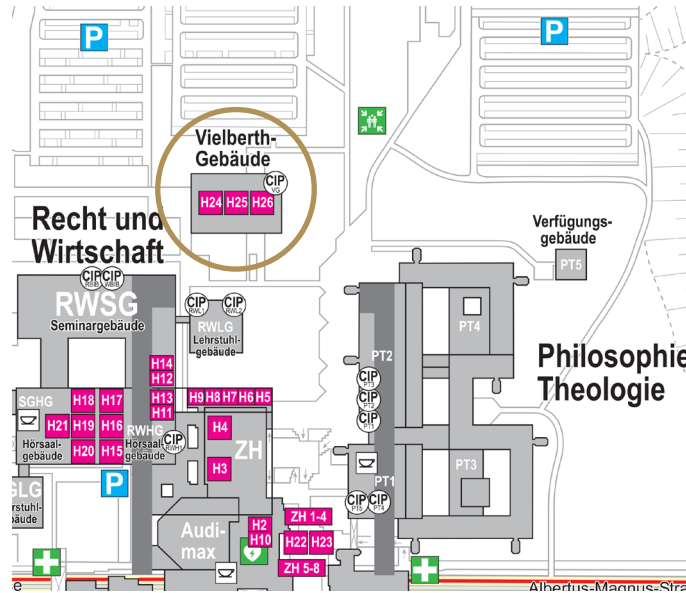 P
P
Vielberth-
Gebäude
CIP
VG
H24 H25 H26
Recht und
Wirtschaft
Verfügungs-
gebäude
PT5
CIP CIP
RBIB WBIB
RWSG
Seminargebäude
CIP CIP
RWL1 RWL2
RWLG
Lehrstuhl-
gebäude
PT4
PT2
Philosophie
Theologie
H14
H12
H13
H11
H9 H8 H7 H6 H5
CIP
PT3
CIP
PT2
CIP
PT1
SGHG
H18 H17
H21 H19 H16
H20 H15
Hörsaal-
gebäude
RWHG
Hörsaal-
gebäude
CIP
RWH1
H4
H3
ZH
PT1
PT3
CIP CIP
PT5 PT4
P
GLG
rstuhl-
bäude
Audi-
max
H2
H10
ZH 1-4
H22 H23
ZH 5-8
e
Albertus-Magnus-Stra